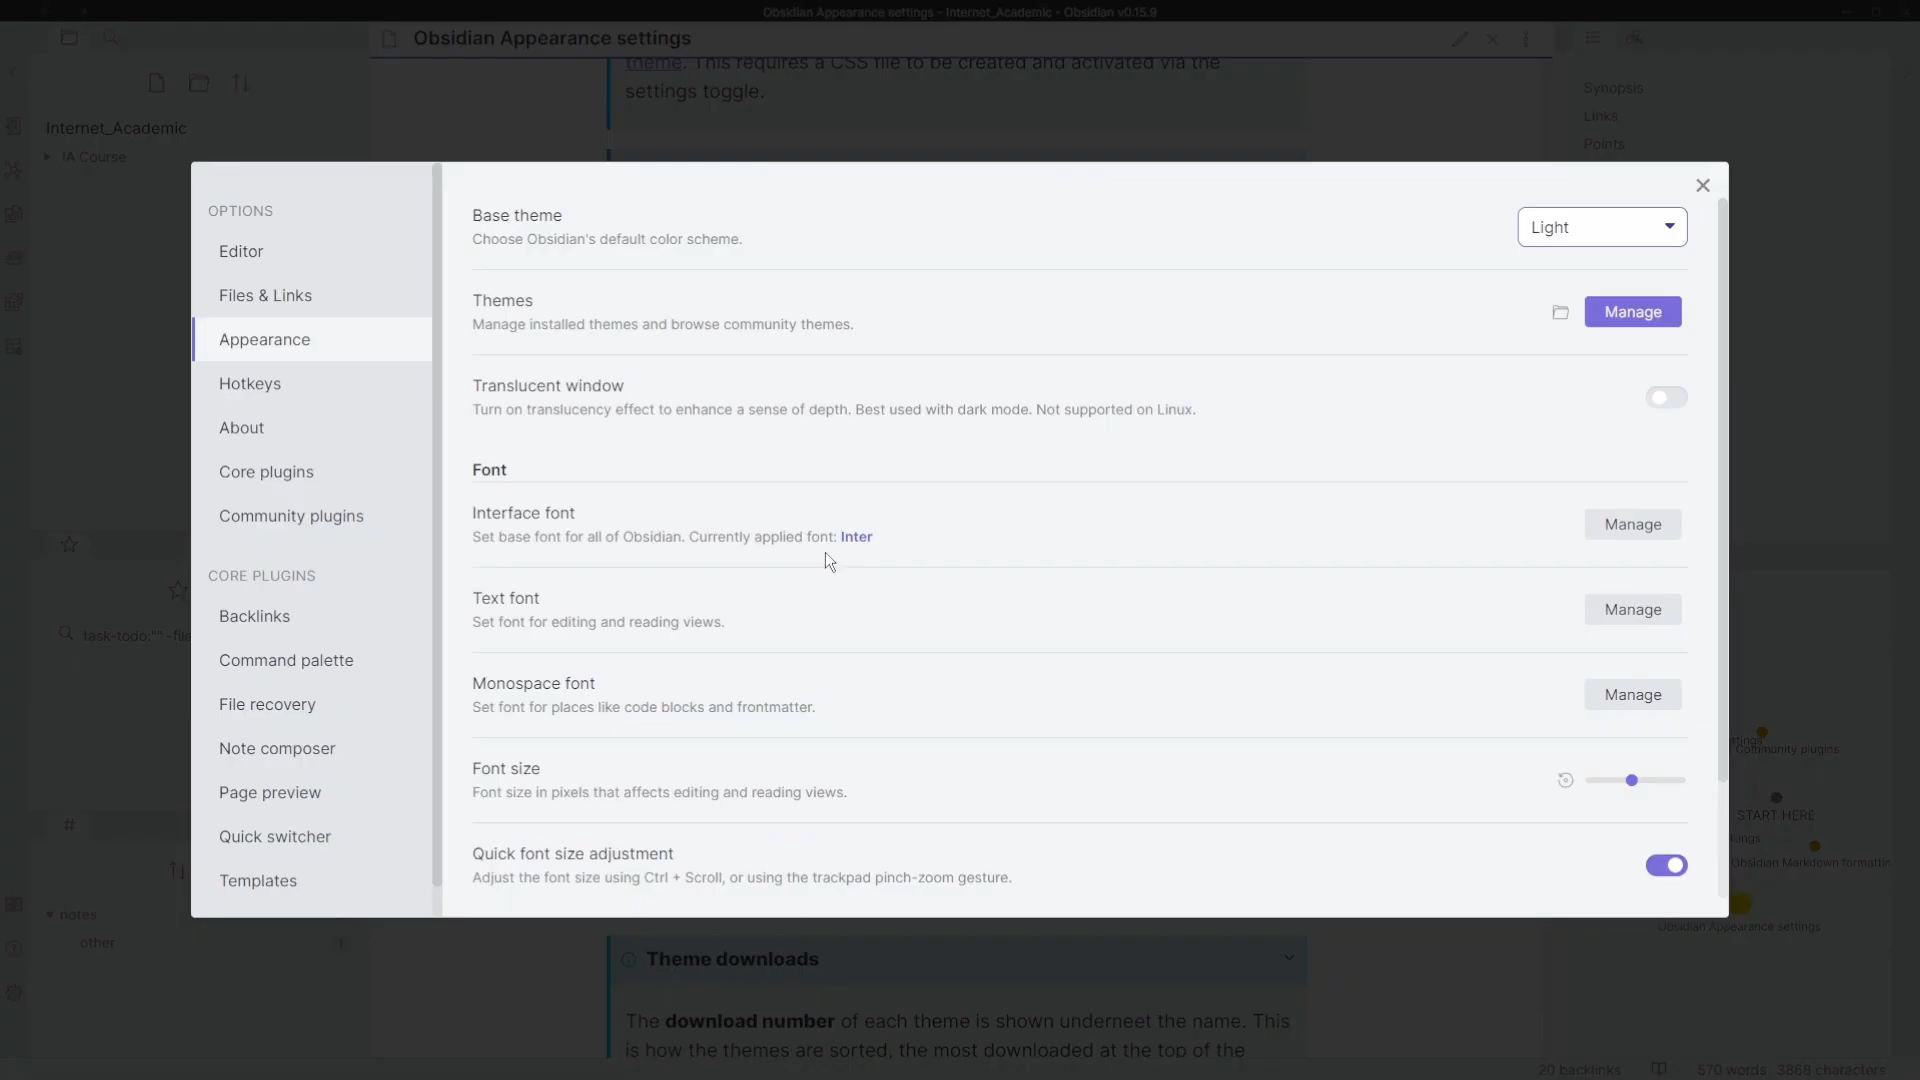 Obsidian Appearance settings - Internet_Academic - Obsidian v0.15.9
Obsidian Appearance settings
theme. This requires a CSS file to be created and activated via the
settings toggle.
Internet_Academic
IA Course
Synopsis
Links
Points
OPTIONS
Editor
Files & Links
Appearance
Hotkeys
About
Core plugins
Community plugins
CORE PLUGINS
Backlinks
Command palette
File recovery
Note composer
Page preview
Quick switcher
Templates
Base theme
Choose Obsidian's default color scheme.
Light
Themes
Manage installed themes and browse community themes.
Manage
Translucent window
Turn on translucency effect to enhance a sense of depth. Best used with dark mode. Not supported on Linux.
Font
Interface font
Set base font for all of Obsidian. Currently applied font: Inter
Manage
Text font
Set font for editing and reading views.
Manage
Monospace font
Set font for places like code blocks and frontmatter.
Manage
Font size
Font size in pixels that affects editing and reading views.
Quick font size adjustment
Adjust the font size using Ctrl + Scroll, or using the trackpad pinch-zoom gesture.
task-todo:"" -file
#
notes
other 1
Community plugins
START HERE
Obsidian Markdown formattin
Obsidian Appearance settings
Theme downloads
The download number of each theme is shown underneet the name. This
is how the themes are sorted, the most downloaded at the top of the
20 backlinks
570 words 3868 characters